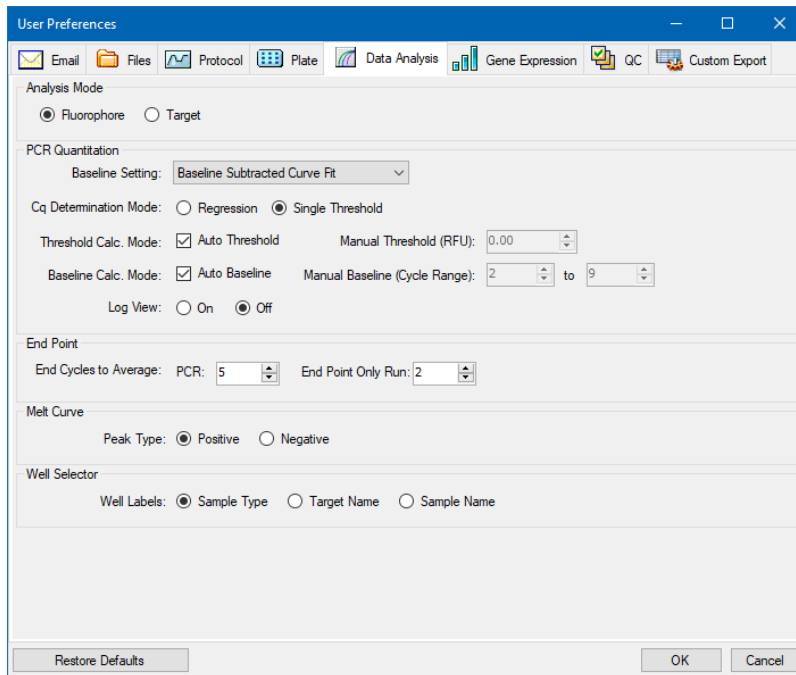 User Preferences
Email Files Protocol Plate Data Analysis Gene Expression QC Custom Export
Analysis Mode
Fluorophore Target
PCR Quantitation
Baseline Setting: Baseline Subtracted Curve Fit
Cq Determination Mode: Regression Single Threshold
Threshold Calc. Mode: Auto Threshold Manual Threshold (RFU): 0.00
Baseline Calc. Mode: Auto Baseline Manual Baseline (Cycle Range): 2 to 9
Log View: On Off
End Point
End Cycles to Average: PCR: 5 End Point Only Run: 2
Melt Curve
Peak Type: Positive Negative
Well Selector
Well Labels: Sample Type Target Name Sample Name
Restore Defaults OK Cancel